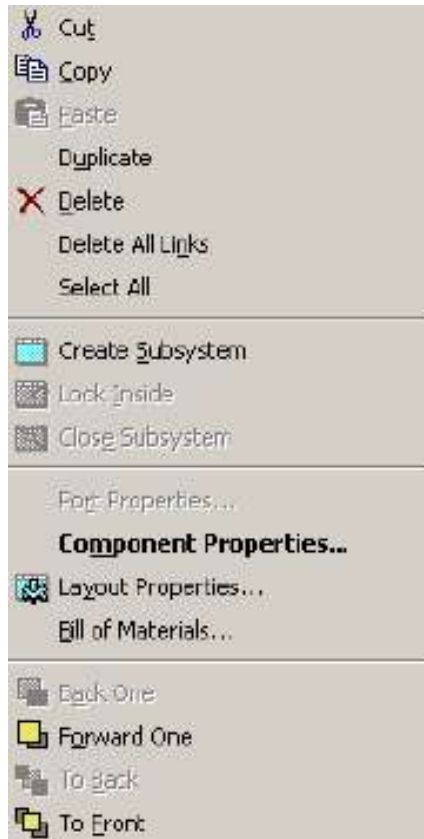 Cut
Copy
Paste
Duplicate
Delete
Delete All Links
Select All
Create Subsystem
Lock Inside
Close Subsystem
Port Properties...
Component Properties...
Layout Properties...
Bill of Materials...
Back One
Forward One
To Back
To Front